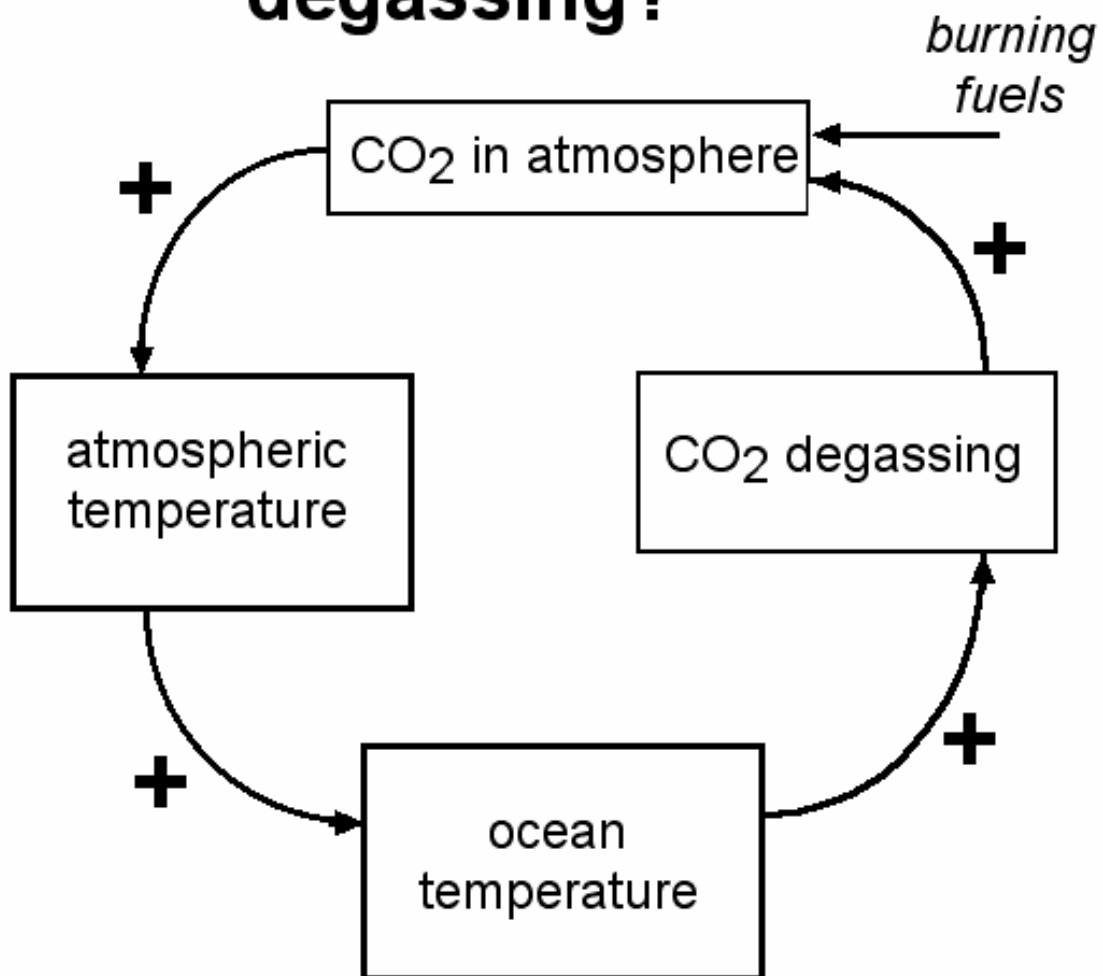 degassing?
burning
fuels
CO2 in atmosphere
+
+
atmospheric
temperature
CO2 degassing
+
+
ocean
temperature